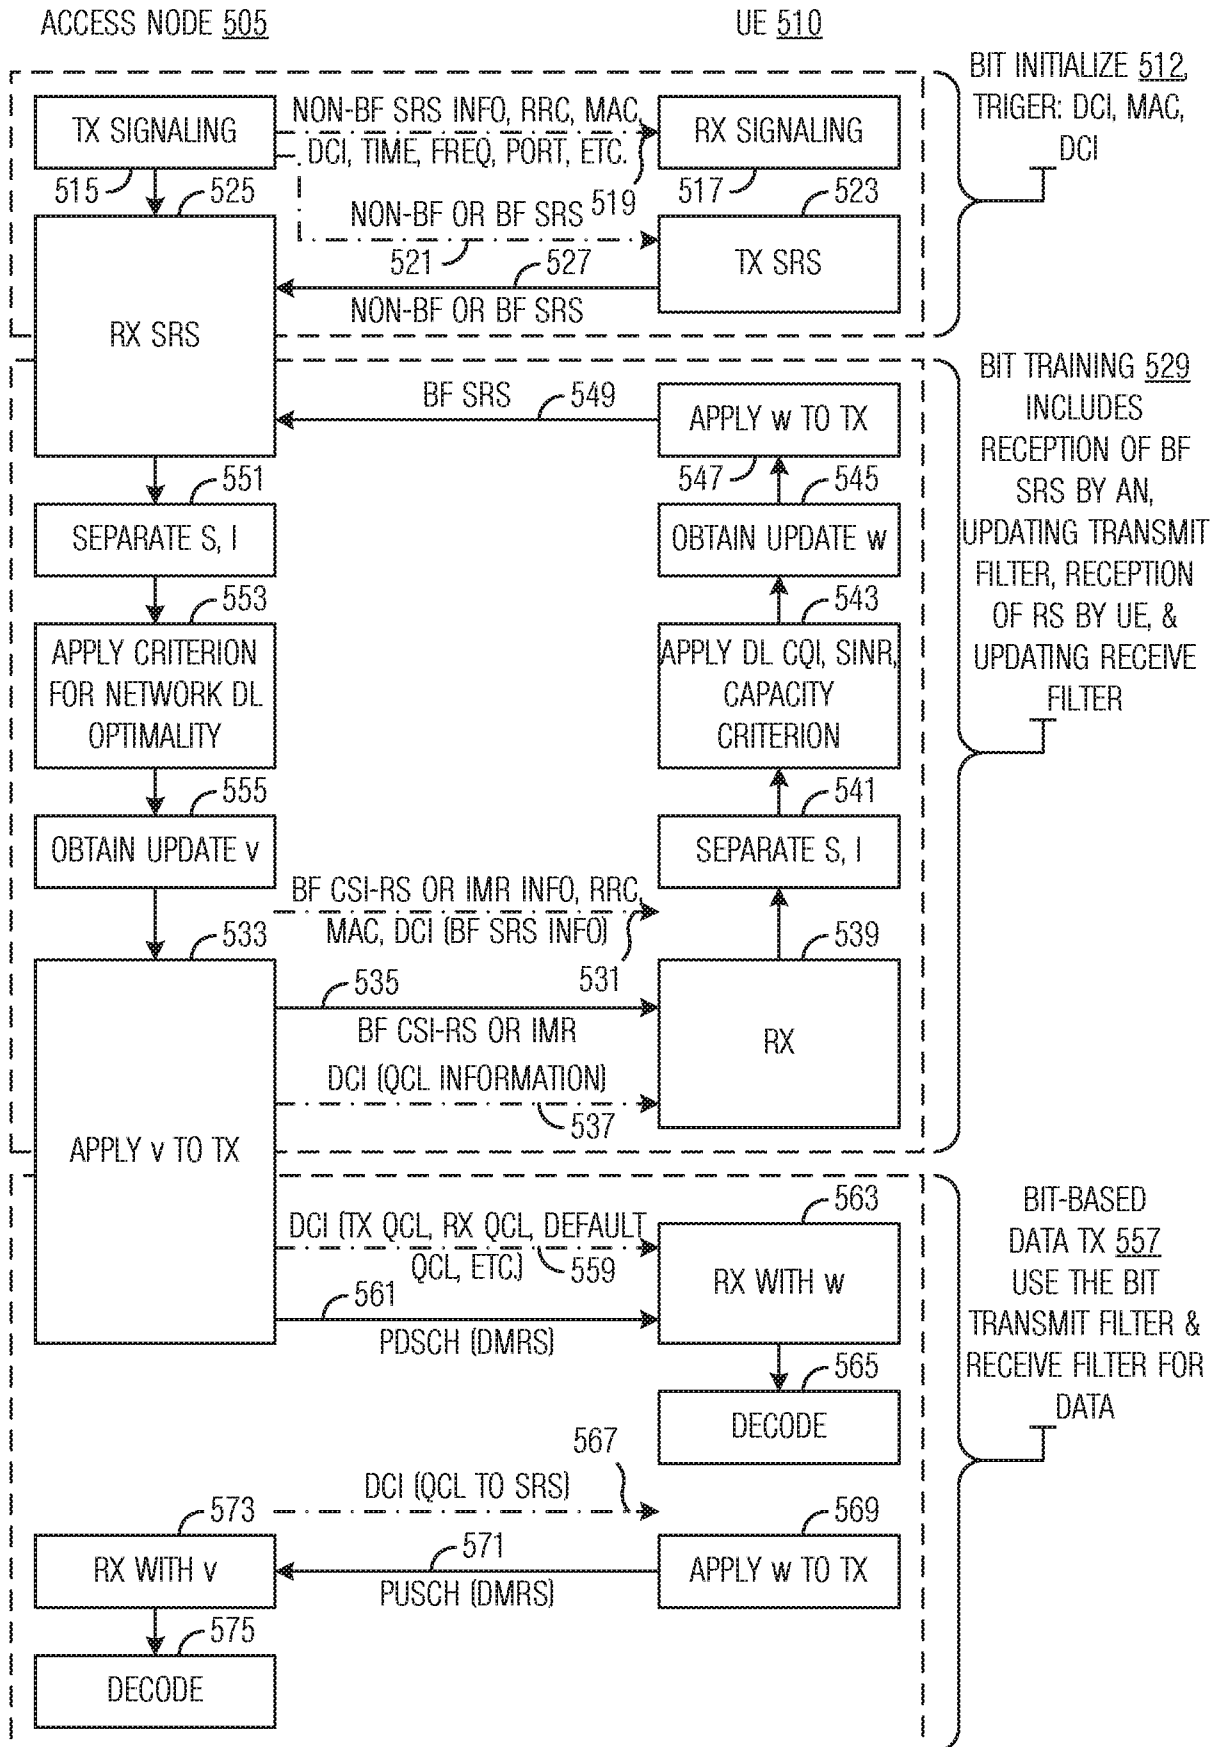 ACCESS NODE 505
UE 510
BIT INITIALIZE 512,
TRIGER: DCI, MAC,
DCI
TX SIGNALING
NON-BF SRS INFO, RRC, MAC,
DCI, TIME, FREQ, PORT, ETC.
RX SIGNALING
515
525
519
517
523
NON-BF OR BF SRS
521
527
TX SRS
NON-BF OR BF SRS
RX SRS
BIT TRAINING 529
INCLUDES
RECEPTION OF BF
SRS BY AN,
UPDATING TRANSMIT
FILTER, RECEPTION
OF RS BY UE, &
UPDATING RECEIVE
FILTER
BF SRS
549
APPLY w TO TX
547
545
551
SEPARATE S, I
OBTAIN UPDATE w
553
543
APPLY CRITERION
FOR NETWORK DL
OPTIMALITY
APPLY DL CQI, SINR,
CAPACITY
CRITERION
555
541
OBTAIN UPDATE v
SEPARATE S, I
BF CSI-RS OR IMR INFO, RRC,
MAC, DCI (BF SRS INFO)
533
531
539
535
BF CSI-RS OR IMR
RX
DCI (QCL INFORMATION)
537
APPLY v TO TX
BIT-BASED
DATA TX 557
USE THE BIT
TRANSMIT FILTER &
RECEIVE FILTER FOR
DATA
563
DCI (TX QCL, RX QCL, DEFAULT
QCL, ETC.)
559
RX WITH w
561
PDSCH (DMRS)
565
DECODE
567
DCI (QCL TO SRS)
573
569
RX WITH v
571
APPLY w TO TX
PUSCH (DMRS)
575
DECODE